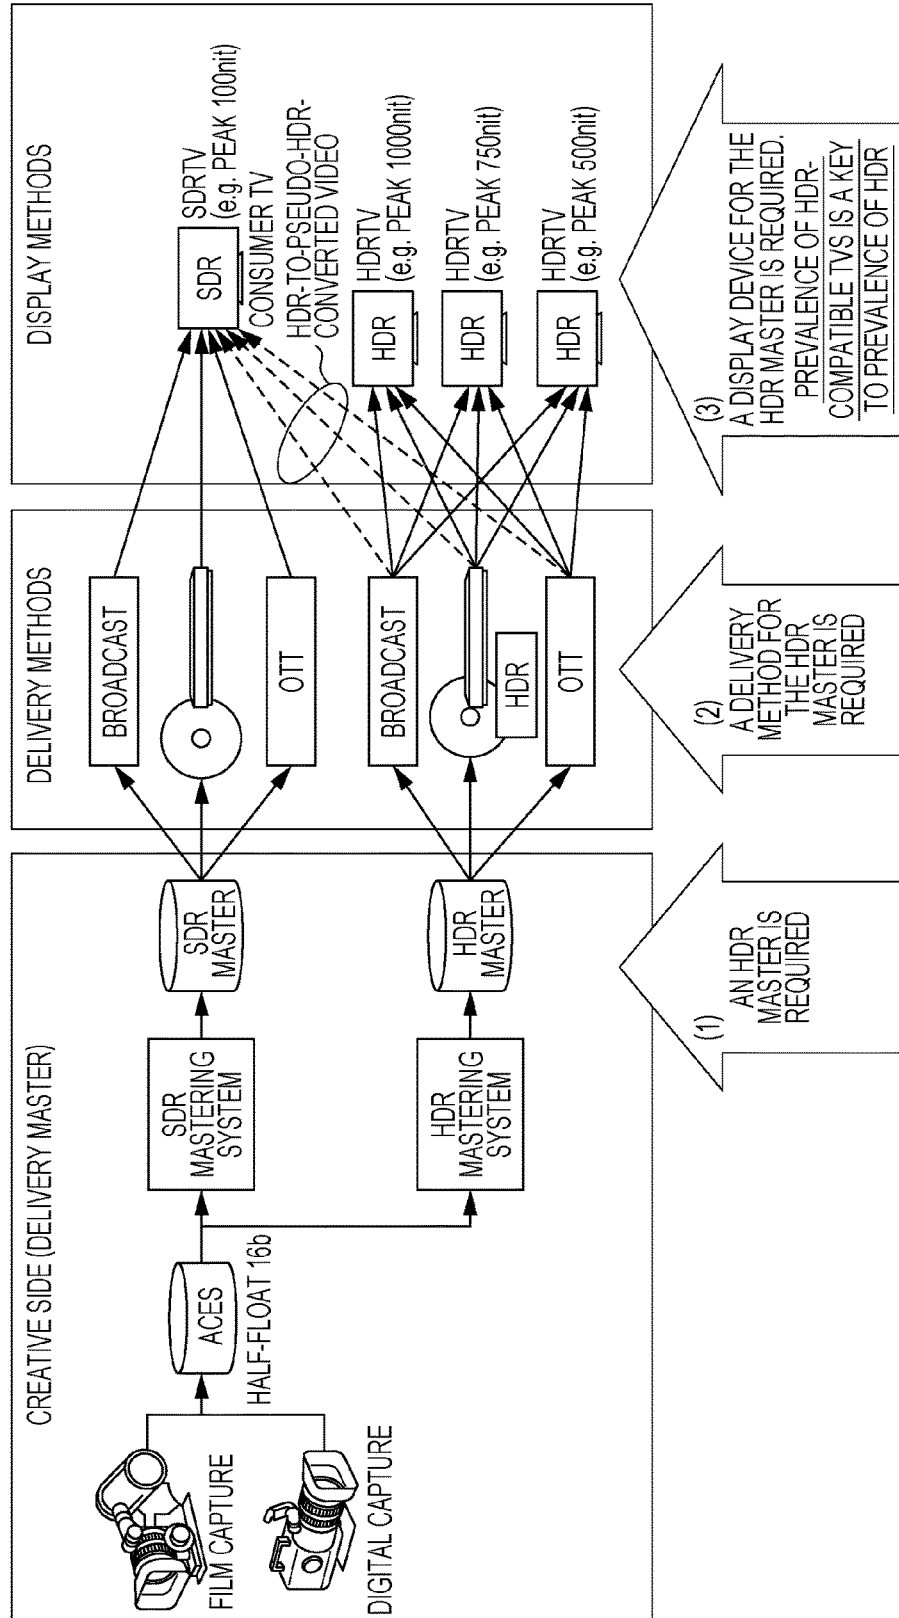 CREATIVE SIDE (DELIVERY MASTER)
FILM CAPTURE
DIGITAL CAPTURE
ACES
HALF-FLOAT 16b
SDR
MASTERING
SYSTEM
SDR
MASTER
HDR
MASTERING
SYSTEM
HDR
MASTER
DELIVERY METHODS
BROADCAST
OTT
BROADCAST
HDR
OTT
DISPLAY METHODS
SDR
SDRTV
(e.g. PEAK 100nit)
CONSUMER TV
HDR-TO-PSEUDO-HDR-
CONVERTED VIDEO
HDR
HDRTV
(e.g. PEAK 1000nit)
HDR
HDRTV
(e.g. PEAK 750nit)
HDR
HDRTV
(e.g. PEAK 500nit)
(1)
AN HDR
MASTER IS
REQUIRED
(2)
A DELIVERY
METHOD FOR
THE HDR
MASTER IS
REQUIRED
(3)
A DISPLAY DEVICE FOR THE
HDR MASTER IS REQUIRED.
PREVALENCE OF HDR-
COMPATIBLE TVS IS A KEY
TO PREVALENCE OF HDR